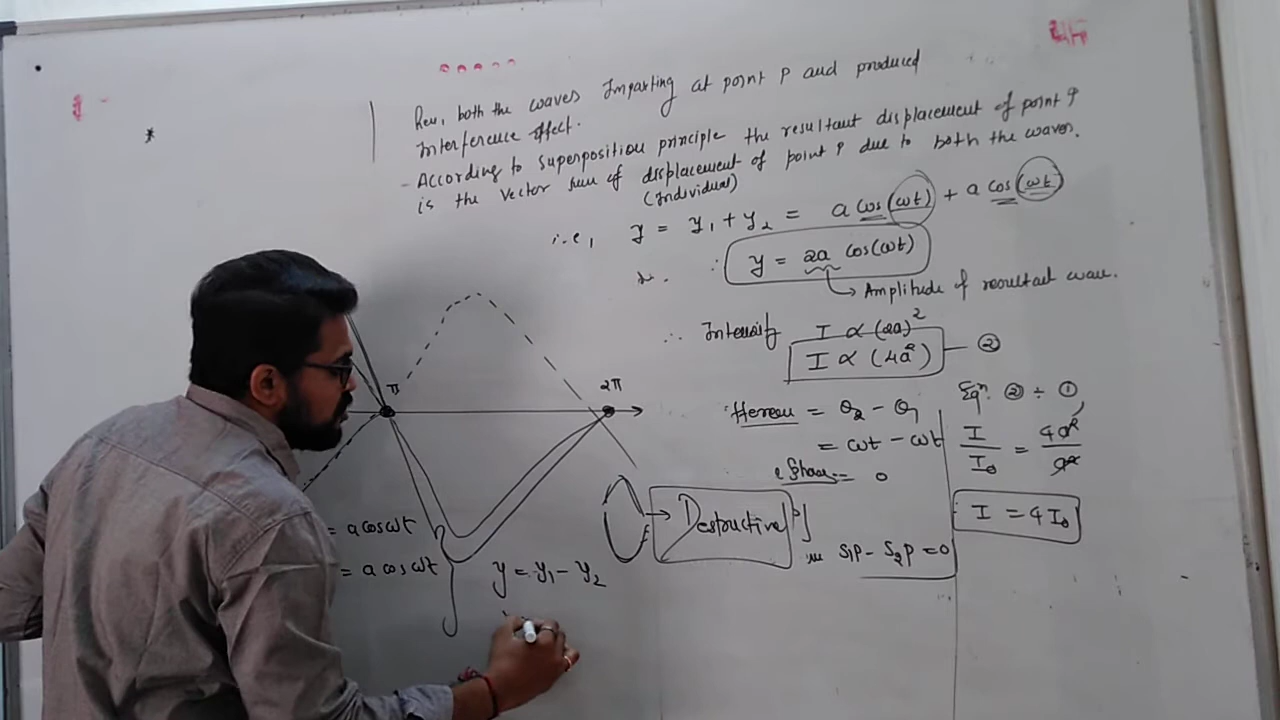 both the waves Imparting at point P and produced
Interference effect.
- According to Superposition principle the resultant displacement of point P
is the vector sum of displacement of point P due to both the waves.
(Individual)
i.e, y = y₁ + y₂ = a cos(ωt) + a cos(ωt)
∴ y = 2a cos(ωt)
→ Amplitude of resultant wave.
∴ Intensity I ∝ (2a)²
I ∝ (4a²) — ②
= θ₂ - θ₁
= ωt - ωt
= 0
Eqⁿ ② ÷ ①
I/I₀ = 4a²/a²
∴ I = 4I₀
π
2π
→ Destructive
S₁P - S₂P = 0
= a cos ωt
= a cos ωt
y = y₁ - y₂